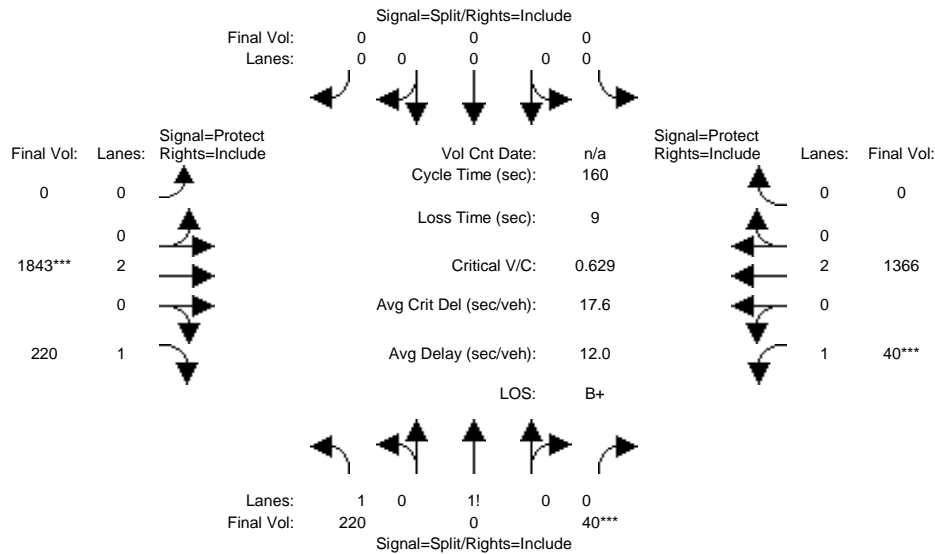 Signal=Split/Rights=Include
Final Vol: 0 0 0
Lanes: 0 0 0 0 0
Signal=Protect
Final Vol: Lanes: Rights=Include
Vol Cnt Date: n/a
Signal=Protect
Rights=Include Lanes: Final Vol:
Cycle Time (sec): 160
0 0
0 0
Loss Time (sec): 9
0
0
1843*** 2
Critical V/C: 0.629
2 1366
0
Avg Crit Del (sec/veh): 17.6
0
220 1
Avg Delay (sec/veh): 12.0
1 40***
LOS: B+
Lanes: 1 0 1! 0 0
Final Vol: 220 0 40***
Signal=Split/Rights=Include